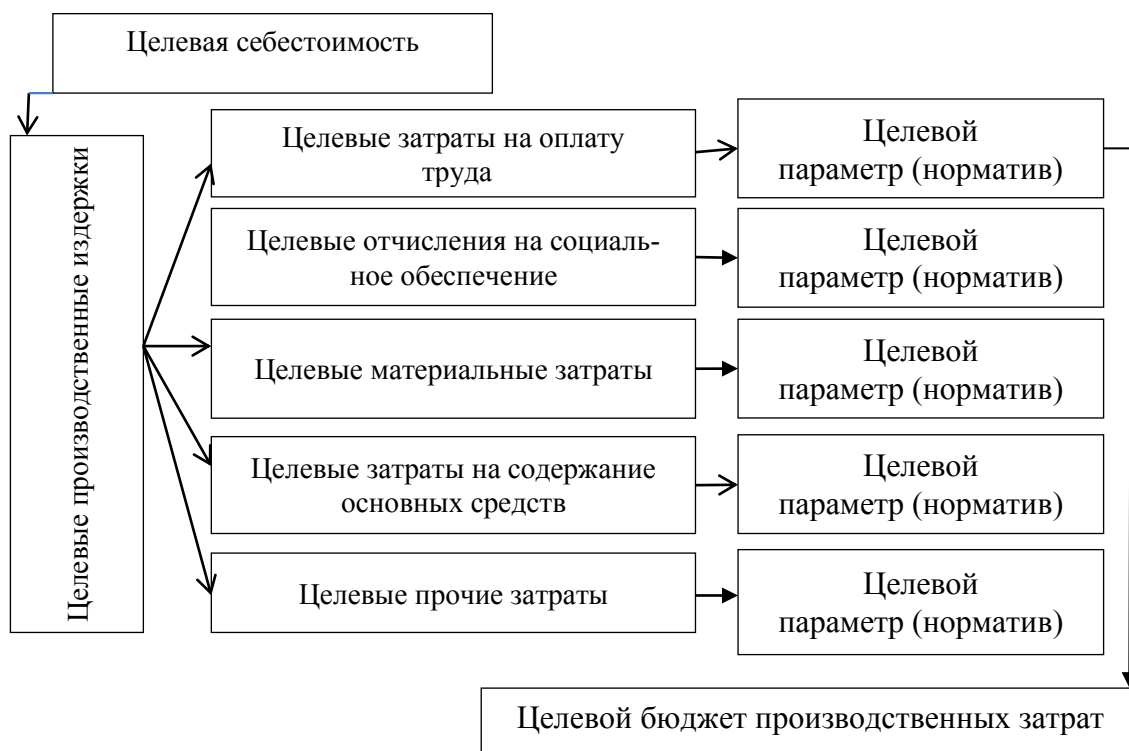 Целевая себестоимость
Целевые производственные издержки
Целевые затраты на оплату
труда
Целевой
параметр (норматив)
Целевые отчисления на социаль-
ное обеспечение
Целевой
параметр (норматив)
Целевые материальные затраты
Целевой
параметр (норматив)
Целевые затраты на содержание
основных средств
Целевой
параметр (норматив)
Целевые прочие затраты
Целевой
параметр (норматив)
Целевой бюджет производственных затрат